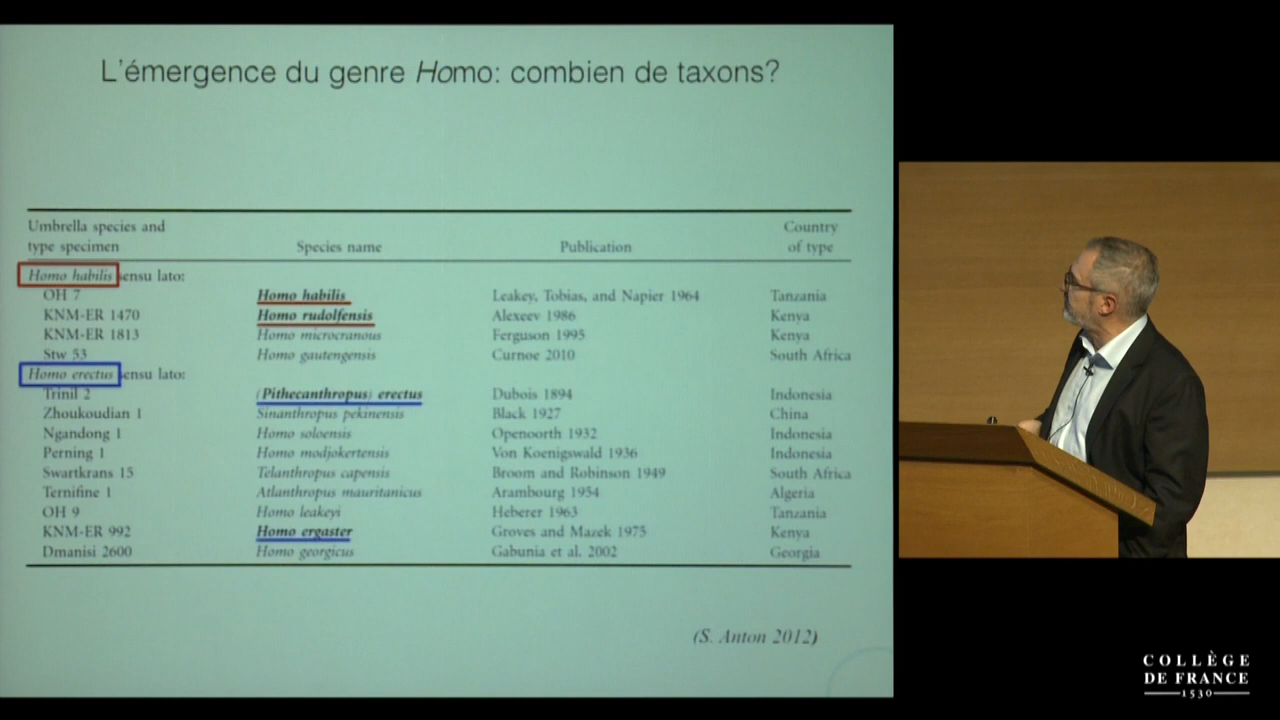 L'émergence du genre Homo: combien de taxons?
Umbrella species and type specimen Species name Publication Country of type
Homo habilis sensu lato:
OH 7 Homo habilis Leakey, Tobias, and Napier 1964 Tanzania
KNM-ER 1470 Homo rudolfensis Alexeev 1986 Kenya
KNM-ER 1813 Homo microcranous Ferguson 1995 Kenya
Stw 53 Homo gautengensis Curnoe 2010 South Africa
Homo erectus sensu lato:
Trinil 2 (Pithecanthropus) erectus Dubois 1894 Indonesia
Zhoukoudian 1 Sinanthropus pekinensis Black 1927 China
Ngandong 1 Homo soloensis Openoorth 1932 Indonesia
Perning 1 Homo modjokertensis Von Koenigswald 1936 Indonesia
Swartkrans 15 Telanthropus capensis Broom and Robinson 1949 South Africa
Ternifine 1 Atlanthropus mauritanicus Arambourg 1954 Algeria
OH 9 Homo leakeyi Heberer 1963 Tanzania
KNM-ER 992 Homo ergaster Groves and Mazek 1975 Kenya
Dmanisi 2600 Homo georgicus Gabunia et al. 2002 Georgia
(S. Anton 2012)
COLLÈGE
DE FRANCE
1530